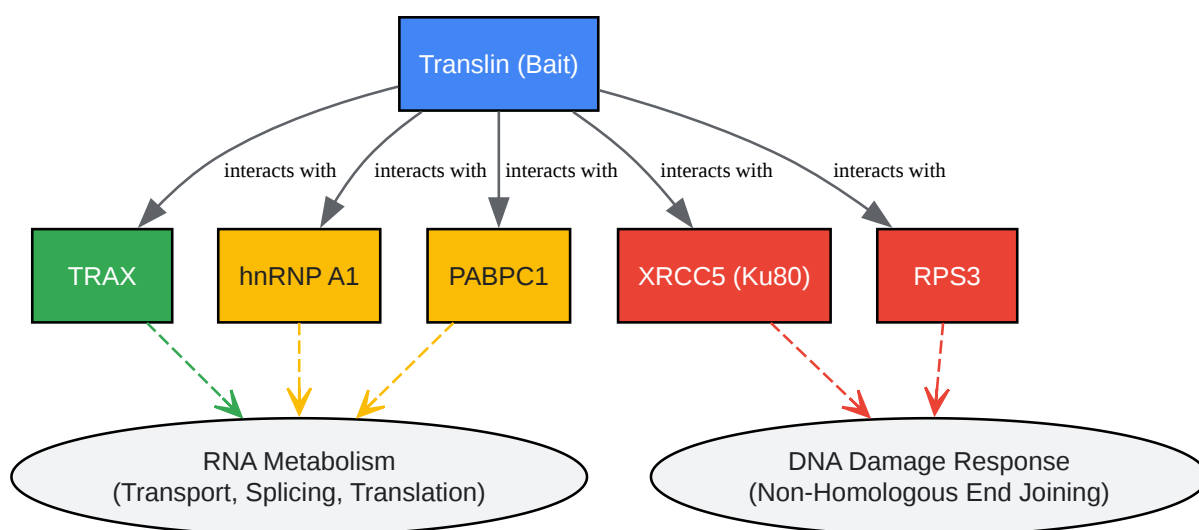 Translin (Bait)
interacts with
interacts with
interacts with
interacts with
interacts with
TRAX
hnRNP A1
PABPC1
XRCC5 (Ku80)
RPS3
RNA Metabolism
(Transport, Splicing, Translation)
DNA Damage Response
(Non-Homologous End Joining)